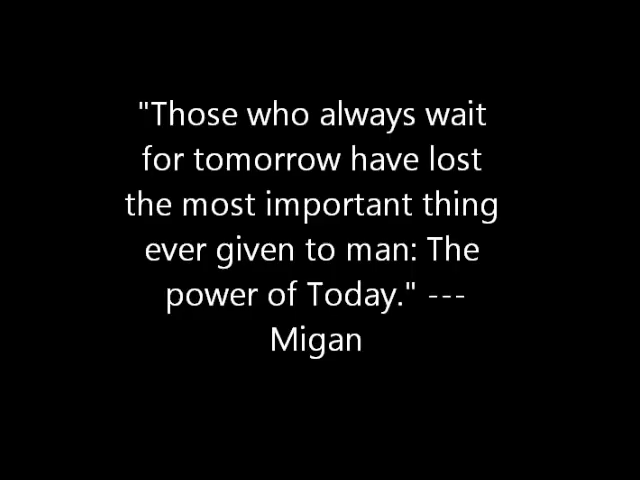 "Those who always wait
for tomorrow have lost
the most important thing
ever given to man: The
power of Today." ---
Migan